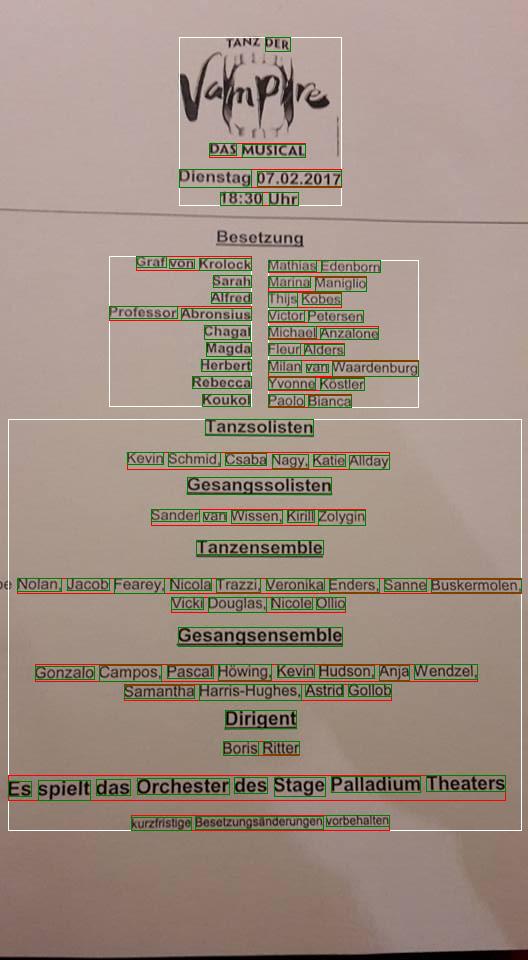 TANZ DER
Vampire
DAS MUSICAL
Dienstag 07.02.2017
18:30 Uhr
Besetzung
Graf von Krolock Mathias Edenborn
Sarah Marina Maniglio
Alfred Thijs Kobes
Professor Abronsius Victor Petersen
Chagal Michael Anzalone
Magda Fleur Alders
Herbert Milan van Waardenburg
Rebecca Yvonne Köstler
Koukol Paolo Bianca
Tanzsolisten
Kevin Schmid, Csaba Nagy, Katie Allday
Gesangssolisten
Sander van Wissen, Kirill Zolygin
Tanzensemble
Nolan, Jacob Fearey, Nicola Trazzi, Veronika Enders, Sanne Buskermolen,
Vicki Douglas, Nicole Ollio
Gesangsensemble
Gonzalo Campos, Pascal Höwing, Kevin Hudson, Anja Wendzel,
Samantha Harris-Hughes, Astrid Gollob
Dirigent
Boris Ritter
Es spielt das Orchester des Stage Palladium Theaters
kurzfristige Besetzungsänderungen vorbehalten